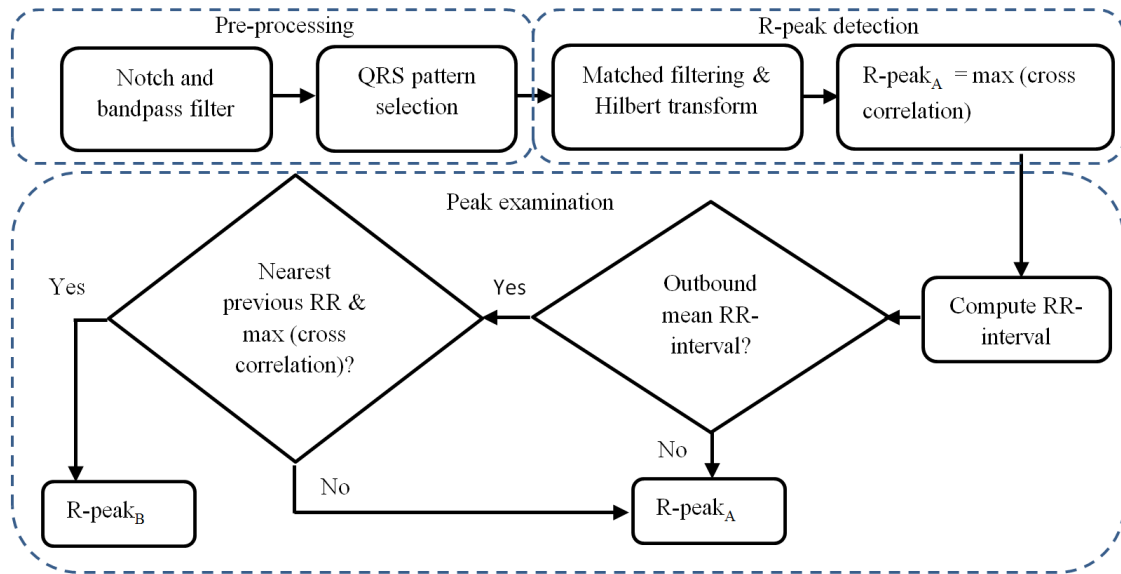 Pre-processing
R-peak detection
Notch and
bandpass filter
QRS pattern
selection
Matched filtering &
Hilbert transform
R-peakA = max (cross
correlation)
Peak examination
Yes
Nearest
previous RR &
max (cross
correlation)?
Yes
Outbound
mean RR-
interval?
Compute RR-
interval
No
No
R-peakB
R-peakA